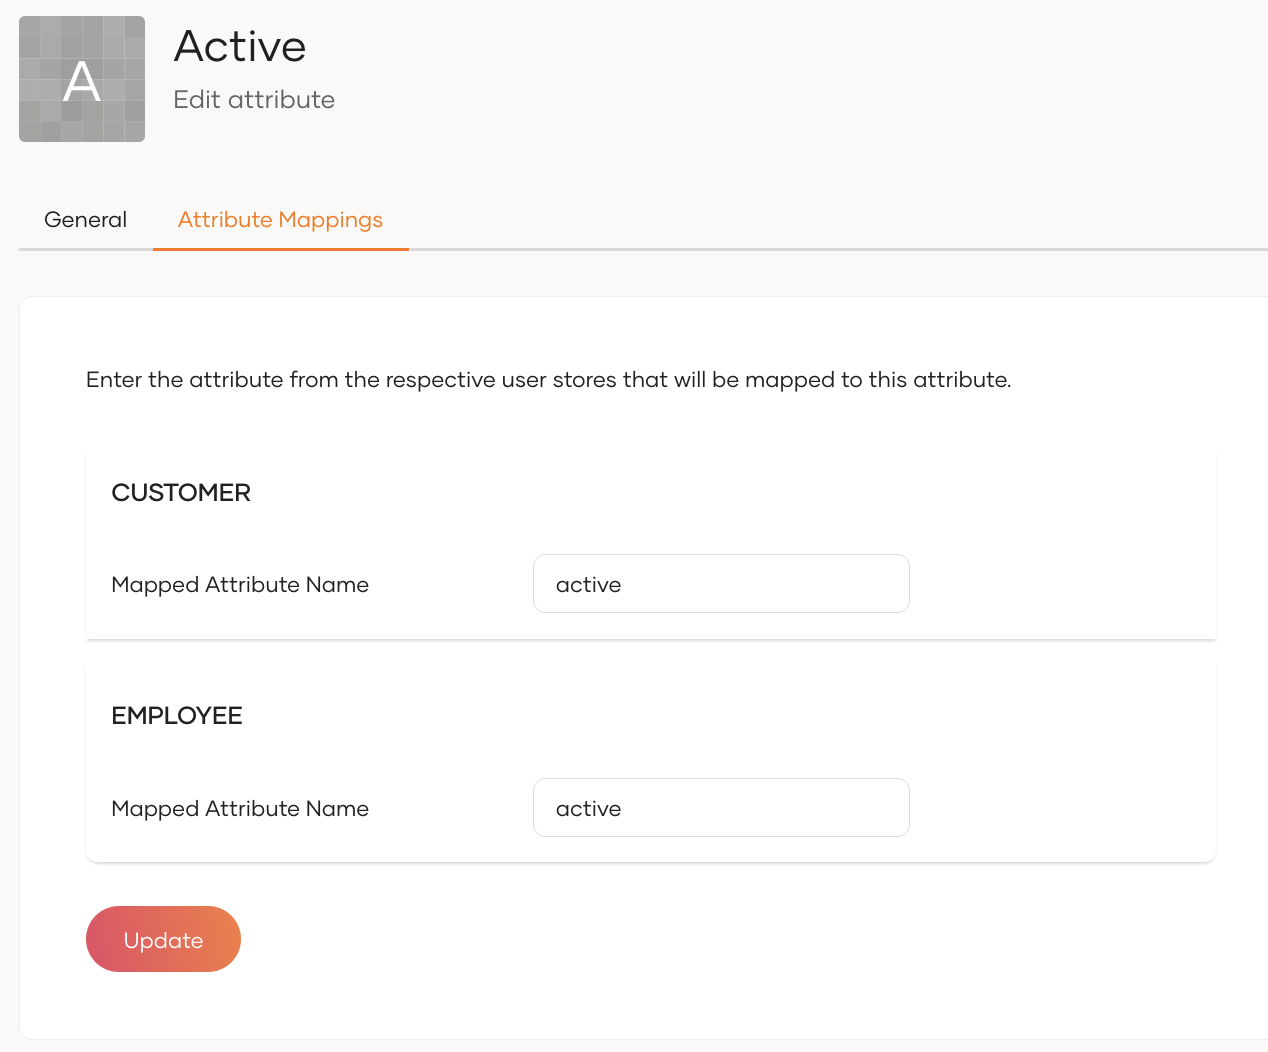 A
Active
Edit attribute
General
Attribute Mappings
Enter the attribute from the respective user stores that will be mapped to this attribute.
CUSTOMER
Mapped Attribute Name
active
EMPLOYEE
Mapped Attribute Name
active
Update